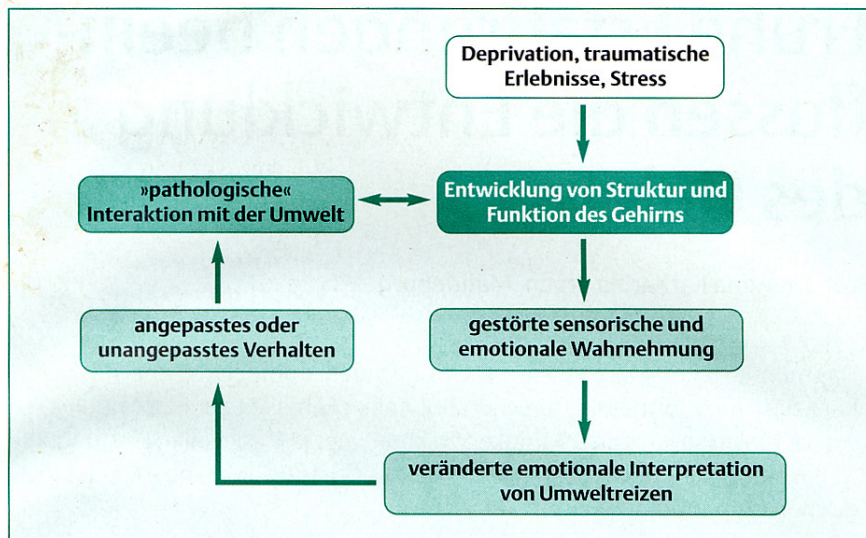 Deprivation, traumatische
Erlebnisse, Stress
»pathologische«
Interaktion mit der Umwelt
Entwicklung von Struktur und
Funktion des Gehirns
angepasstes oder
unangepasstes Verhalten
gestörte sensorische und
emotionale Wahrnehmung
veränderte emotionale Interpretation
von Umweltreizen